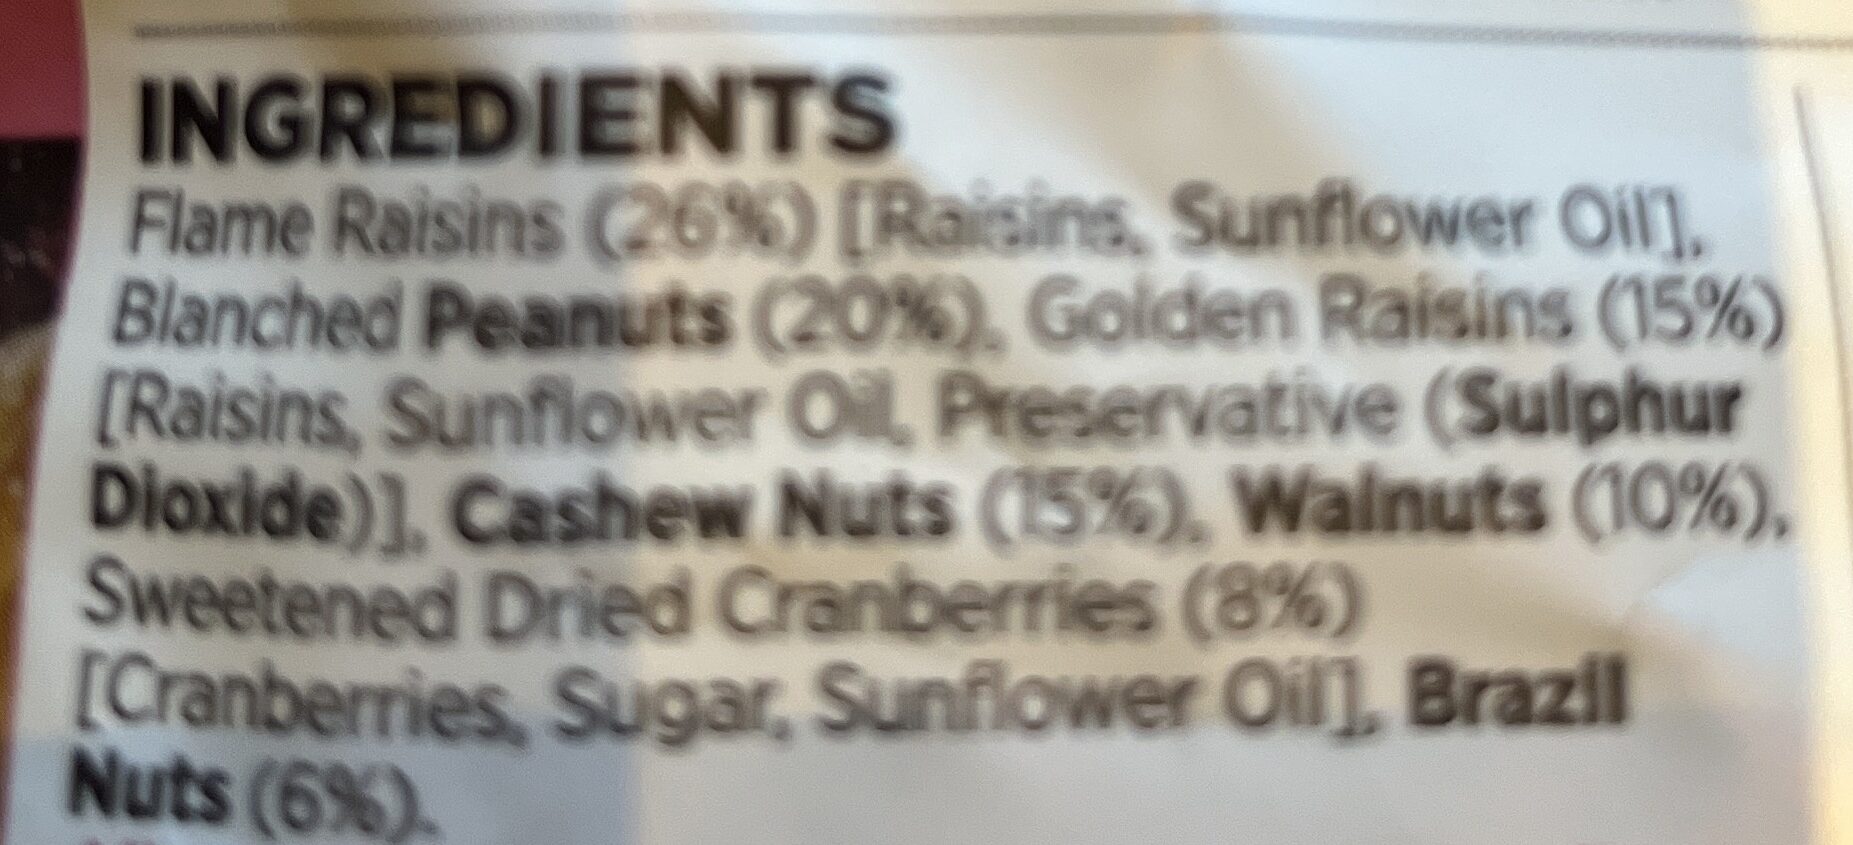 INGREDIENTS
Flame Raisins (26%) [Raisins, Sunflower Oil],
Blanched Peanuts (20%), Golden Raisins (15%)
[Raisins, Sunflower Oil, Preservative (Sulphur
Dioxide)], Cashew Nuts (15%), Walnuts (10%),
Sweetened Dried Cranberries (8%)
[Cranberries, Sugar, Sunflower Oil], Brazil
Nuts (6%).